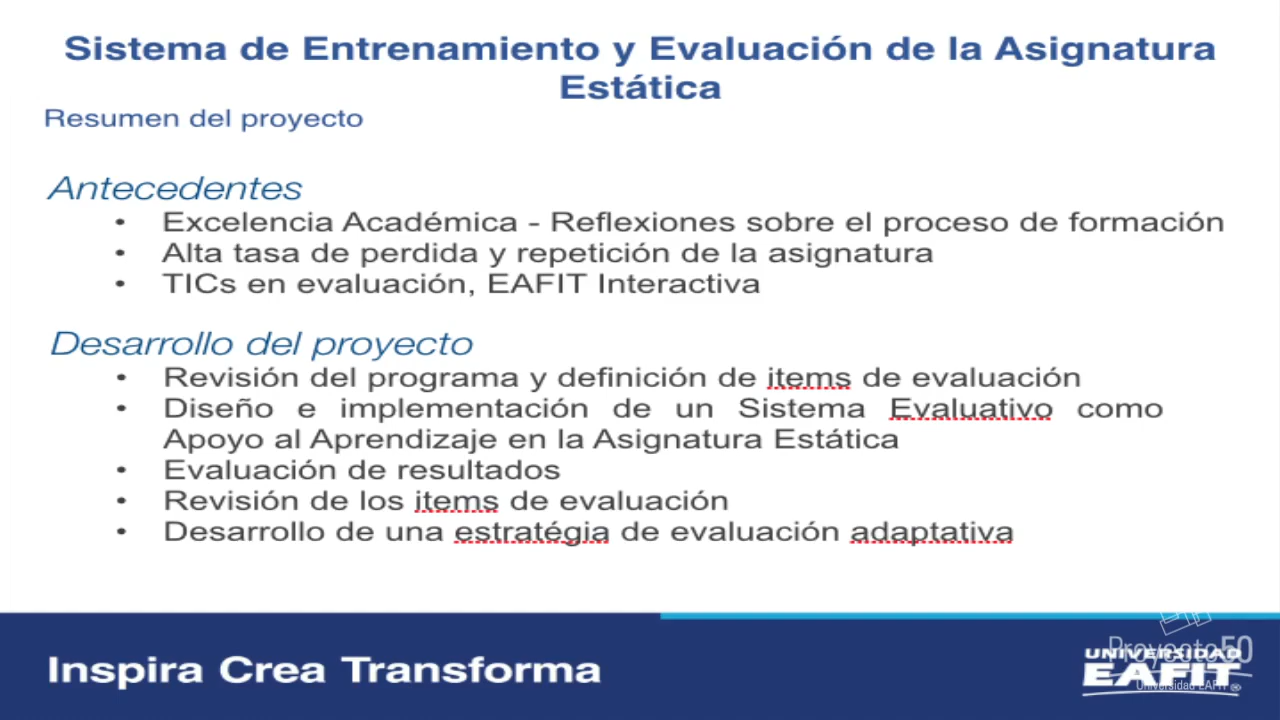 Sistema de Entrenamiento y Evaluación de la Asignatura
Estática
Resumen del proyecto
Antecedentes
• Excelencia Académica - Reflexiones sobre el proceso de formación
• Alta tasa de perdida y repetición de la asignatura
• TICs en evaluación, EAFIT Interactiva
Desarrollo del proyecto
• Revisión del programa y definición de items de evaluación
• Diseño e implementación de un Sistema Evaluativo como
Apoyo al Aprendizaje en la Asignatura Estática
• Evaluación de resultados
• Revisión de los items de evaluación
• Desarrollo de una estratégia de evaluación adaptativa
Inspira Crea Transforma
Proyecto50
UNIVERSIDAD
EAFIT®
Universidad EAFIT